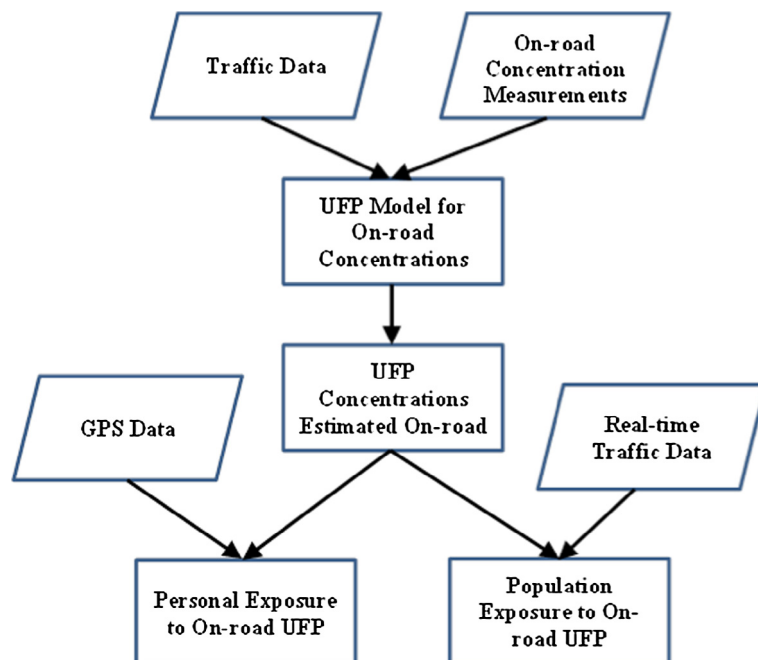 Traffic Data
On-road
Concentration
Measurements
UFP Model for
On-road
Concentrations
UFP
Concentrations
Estimated On-road
GPS Data
Real-time
Traffic Data
Personal Exposure
to On-road UFP
Population
Exposure to On-
road UFP